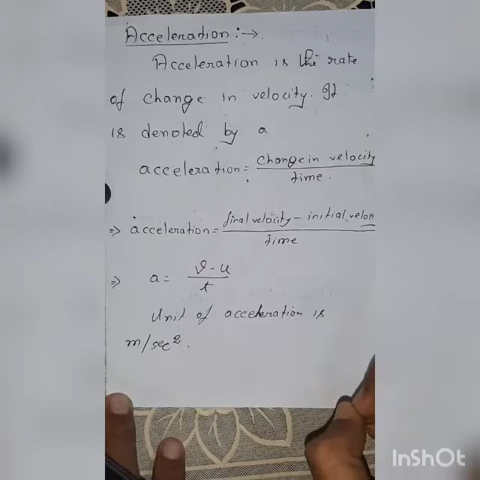 Acceleration :→.
Acceleration is the rate
of change in velocity. It
is denoted by a
acceleration = change in velocity
time.
⇒ acceleration = final velocity - initial velon
time
⇒ a = v - u
t
Unit of acceleration is
m/sec².
InShOt